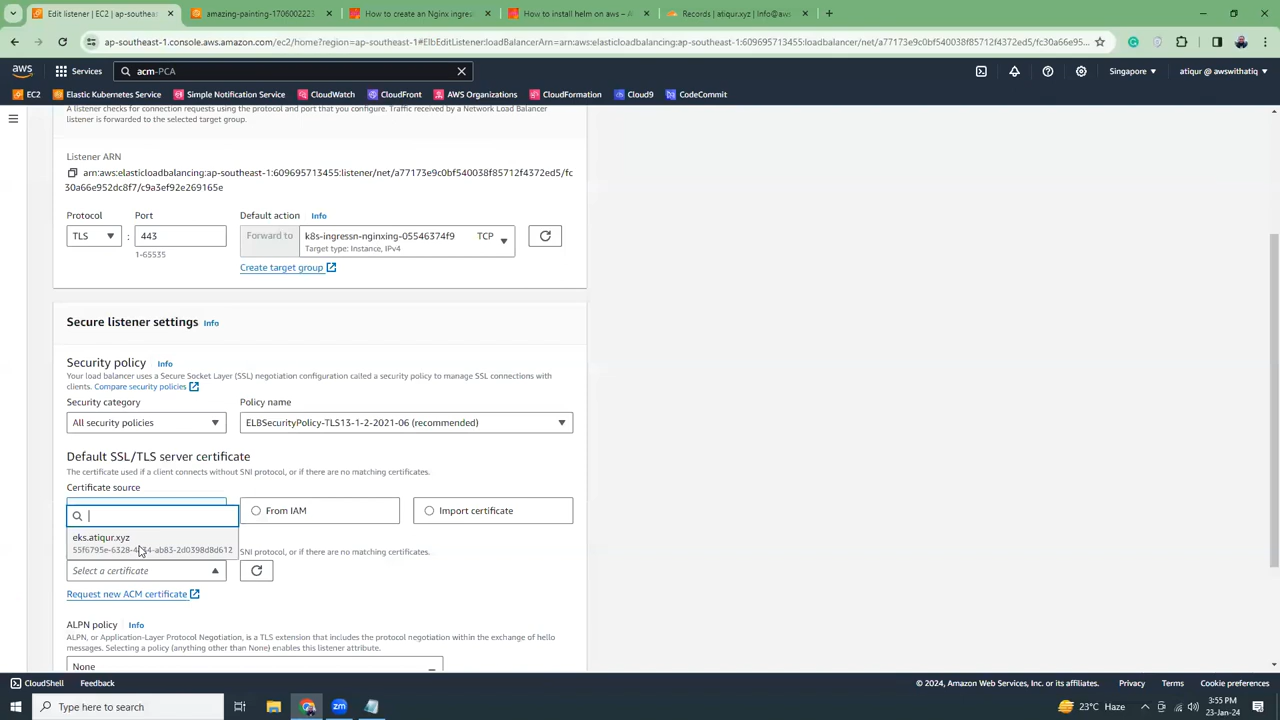 Edit listener | EC2 | ap-southeast
amazing-painting-1706002223
How to create an Nginx ingres
How to install helm on aws – A
Records | atiqur.xyz | Info@aw
ap-southeast-1.console.aws.amazon.com/ec2/home?region=ap-southeast-1#ElbEditListener:loadBalancerArn=arn:aws:elasticloadbalancing:ap-southeast-1:609695713455:loadbalancer/net/a77173e9c0bf540038f85712f4372ed5/fc30a66e95...
aws
Services
acm-PCA
Singapore
atiqur @ awswithatiq
EC2
Elastic Kubernetes Service
Simple Notification Service
CloudWatch
CloudFront
AWS Organizations
CloudFormation
Cloud9
CodeCommit
A listener checks for connection requests using the protocol and port that you configure. Traffic received by a Network Load Balancer
listener is forwarded to the selected target group.
Listener ARN
arn:aws:elasticloadbalancing:ap-southeast-1:609695713455:listener/net/a77173e9c0bf540038f85712f4372ed5/fc
30a66e952dc8f7/c9a3ef92e269165e
Protocol
Port
Default action
Info
TLS
:
443
Forward to
k8s-ingressn-nginxing-05546374f9
TCP
Target type: Instance, IPv4
1-65535
Create target group
Secure listener settings
Info
Security policy
Info
Your load balancer uses a Secure Socket Layer (SSL) negotiation configuration called a security policy to manage SSL connections with
clients. Compare security policies
Security category
Policy name
All security policies
ELBSecurityPolicy-TLS13-1-2-2021-06 (recommended)
Default SSL/TLS server certificate
The certificate used if a client connects without SNI protocol, or if there are no matching certificates.
Certificate source
From IAM
Import certificate
eks.atiqur.xyz
SNI protocol, or if there are no matching certificates.
Select a certificate
Request new ACM certificate
ALPN policy
Info
ALPN, or Application-Layer Protocol Negotiation, is a TLS extension that includes the protocol negotiation within the exchange of hello
messages. Selecting a policy (anything other than None) enables this listener attribute.
None
CloudShell
Feedback
© 2024, Amazon Web Services, Inc. or its affiliates.
Privacy
Terms
Cookie preferences
Type here to search
zm
23°C Haze
3:55 PM
23-Jan-24